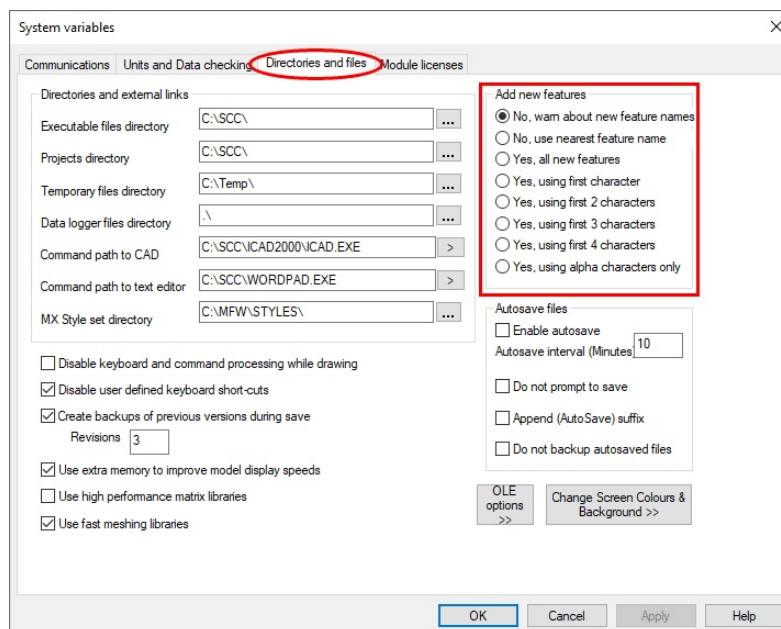 System variables
Communications
Units and Data checking
Directories and files
Module licenses
Directories and external links
Executable files directory
C:\SCC\
...
Projects directory
C:\SCC\
...
Temporary files directory
C:\Temp\
...
Data logger files directory
.\
...
Command path to CAD
C:\SCC\ICAD2000\ICAD.EXE
>
Command path to text editor
C:\SCC\WORDPAD.EXE
>
MX Style set directory
C:\MFW\STYLES\
...
Disable keyboard and command processing while drawing
Disable user defined keyboard short-cuts
Create backups of previous versions during save
Revisions
3
Use extra memory to improve model display speeds
Use high performance matrix libraries
Use fast meshing libraries
Add new features
No, warn about new feature names
No, use nearest feature name
Yes, all new features
Yes, using first character
Yes, using first 2 characters
Yes, using first 3 characters
Yes, using first 4 characters
Yes, using alpha characters only
Autosave files
Enable autosave
Autosave interval (Minutes)
10
Do not prompt to save
Append (AutoSave) suffix
Do not backup autosaved files
OLE
options
>>
Change Screen Colours &
Background >>
OK
Cancel
Apply
Help